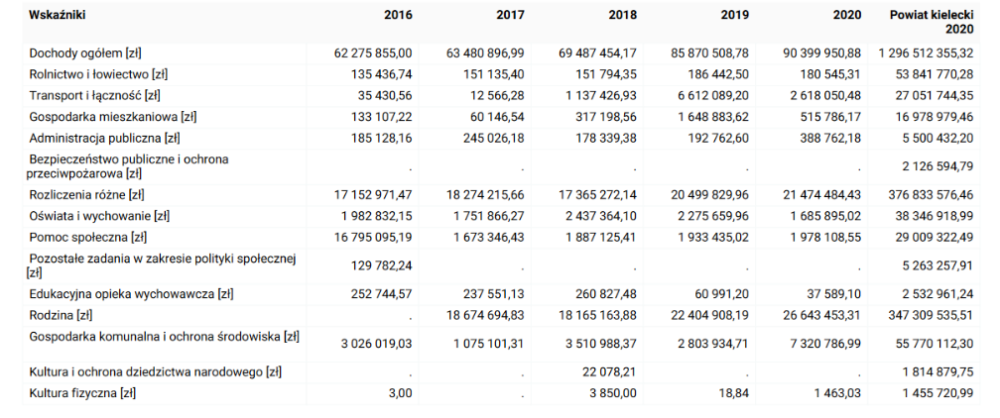 Wskaźniki 2016 2017 2018 2019 2020 Powiat kielecki
2020
Dochody ogółem [zł] 62 275 855,00 63 480 896,99 69 487 454,17 85 870 508,78 90 399 950,88 1 296 512 355,32
Rolnictwo i łowiectwo [zł] 135 436,74 151 135,40 151 794,35 186 442,50 180 545,31 53 841 770,28
Transport i łączność [zł] 35 430,56 12 566,28 1 137 426,93 6 612 089,20 2 618 050,48 27 051 744,35
Gospodarka mieszkaniowa [zł] 133 107,22 60 146,54 317 198,56 1 648 883,62 515 786,17 16 978 979,46
Administracja publiczna [zł] 185 128,16 245 026,18 178 339,38 192 762,60 388 762,18 5 500 432,20
Bezpieczeństwo publiczne i ochrona
przeciwpożarowa [zł] . . . . . 2 126 594,79
Rozliczenia różne [zł] 17 152 971,47 18 274 215,66 17 365 272,14 20 499 829,96 21 474 484,43 376 833 576,46
Oświata i wychowanie [zł] 1 982 832,15 1 751 866,27 2 437 364,10 2 275 659,96 1 685 895,02 38 346 918,99
Pomoc społeczna [zł] 16 795 095,19 1 673 346,43 1 887 125,41 1 933 435,02 1 978 108,55 29 009 322,49
Pozostałe zadania w zakresie polityki społecznej
[zł] 129 782,24 . . . . 5 263 257,91
Edukacyjna opieka wychowawcza [zł] 252 744,57 237 551,13 260 827,48 60 991,20 37 589,10 2 532 961,24
Rodzina [zł] . 18 674 694,83 18 165 163,88 22 404 908,19 26 643 453,31 347 309 535,51
Gospodarka komunalna i ochrona środowiska [zł] 3 026 019,03 1 075 101,31 3 510 988,37 2 803 934,71 7 320 786,99 55 770 112,30
Kultura i ochrona dziedzictwa narodowego [zł] . . 22 078,21 . . 1 814 879,75
Kultura fizyczna [zł] 3,00 . 3 850,00 18,84 1 463,03 1 455 720,99